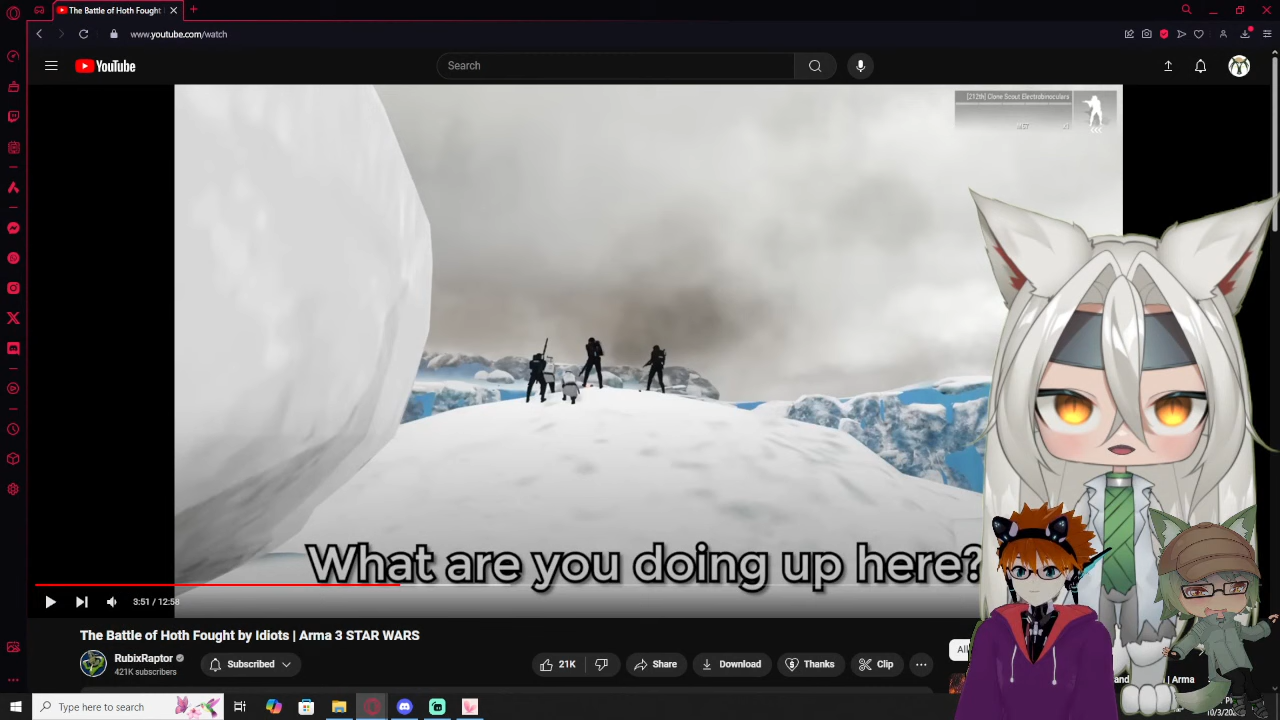 The Battle of Hoth Fought
www.youtube.com/watch
YouTube
Search
[212th] Clone Scout Electrobinoculars
What are you doing up here?
3:51 / 12:58
The Battle of Hoth Fought by Idiots | Arma 3 STAR WARS
RubixRaptor
421K subscribers
Subscribed
21K
Share
Download
Thanks
Clip
All
| Arma
Type here to search